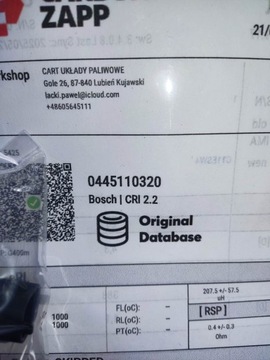 ZAPP
21/
kshop
CART UKŁADY PALIWOWE
Gole 26, 87-840 Lubień Kujawski
lacki.pawel@icloud.com
+48605645111
0445110320
Bosch | CRI 2.2
Original
Database
1000
1000
FL(oC): –
RL(oC): –
PT(oC): –
207.5 +/- 57.5
uH
[ RSP ]
0.4 +/- 0.3
Ohm